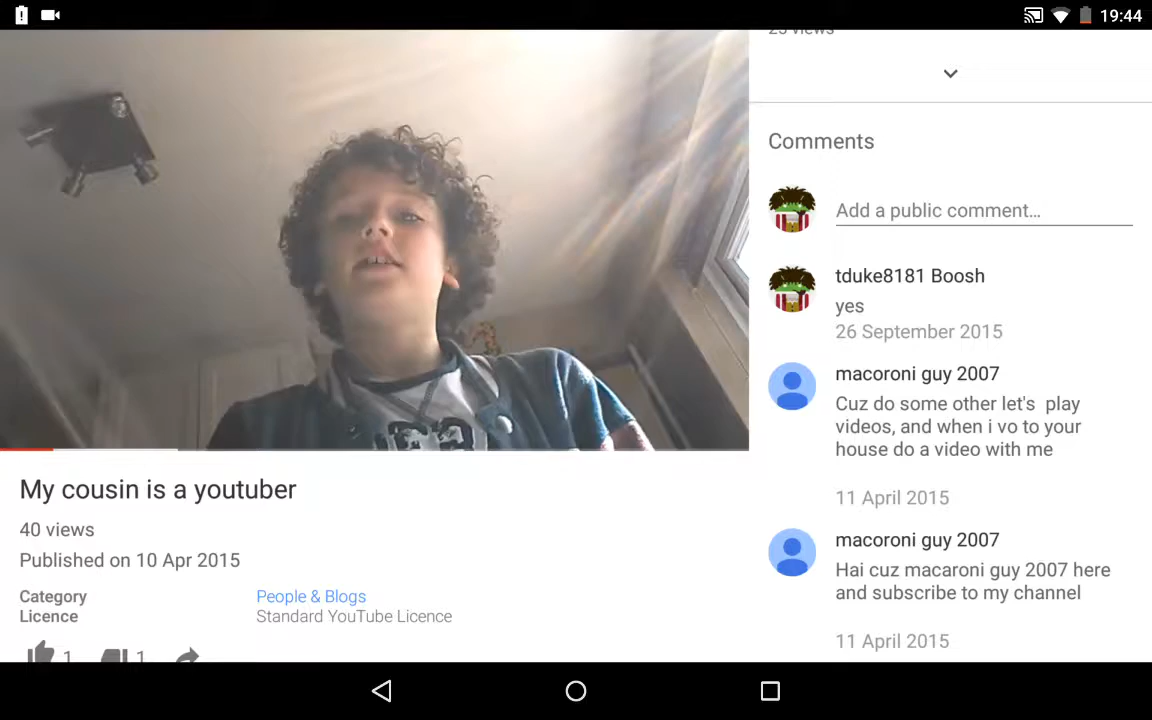 19:44
23 views
Comments
Add a public comment...
tduke8181 Boosh
yes
26 September 2015
macoroni guy 2007
Cuz do some other let's play
videos, and when i vo to your
house do a video with me
11 April 2015
macoroni guy 2007
Hai cuz macaroni guy 2007 here
and subscribe to my channel
11 April 2015
My cousin is a youtuber
40 views
Published on 10 Apr 2015
Category People & Blogs
Licence Standard YouTube Licence
1 1